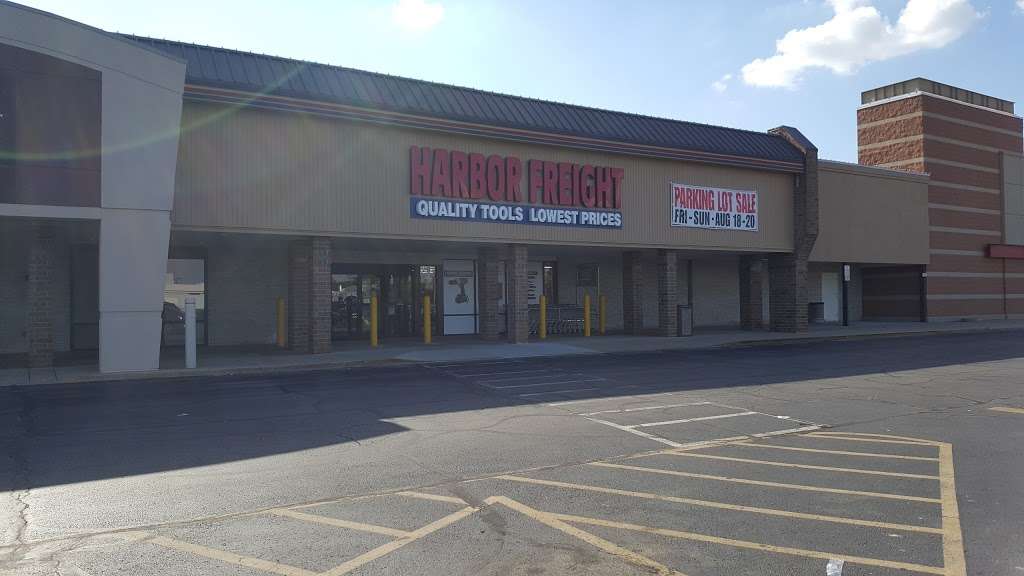 HARBOR FREIGHT
QUALITY TOOLS LOWEST PRICES
PARKING LOT SALE
FRI-SUN-AUG 18-20